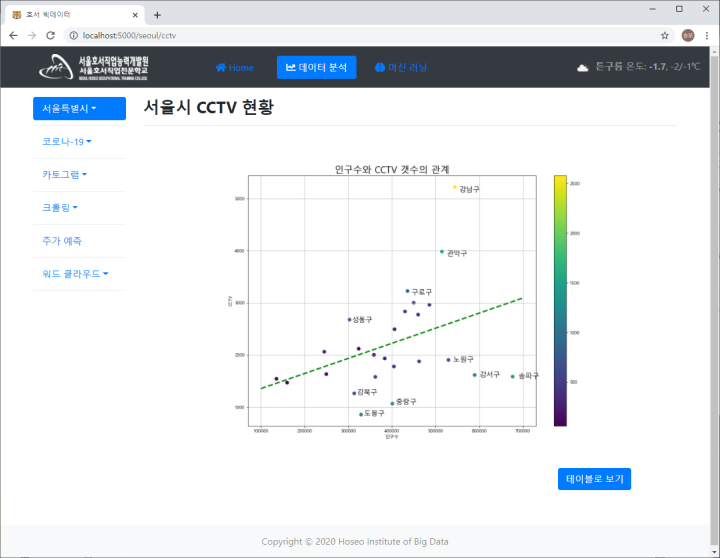 호서 빅데이터
localhost:5000/seoul/cctv
서울호서직업능력개발원
서울호서직업전문학교
SEOUL HOSEO OCCUPATIONAL TRAINING COLLEGE
Home
데이터 분석
머신 러닝
튼구름 온도: -1.7, -2/-1℃
서울특별시
서울시 CCTV 현황
코로나-19
카토그램
크롤링
주가 예측
워드 클라우드
인구수와 CCTV 갯수의 관계
강남구
관악구
구로구
성동구
노원구
강서구
송파구
강북구
중랑구
도봉구
CCTV
5000
4000
3000
2000
1000
100000 200000 300000 400000 500000 600000 700000
인구수
2500
2000
1500
1000
500
테이블로 보기
Copyright © 2020 Hoseo Institute of Big Data